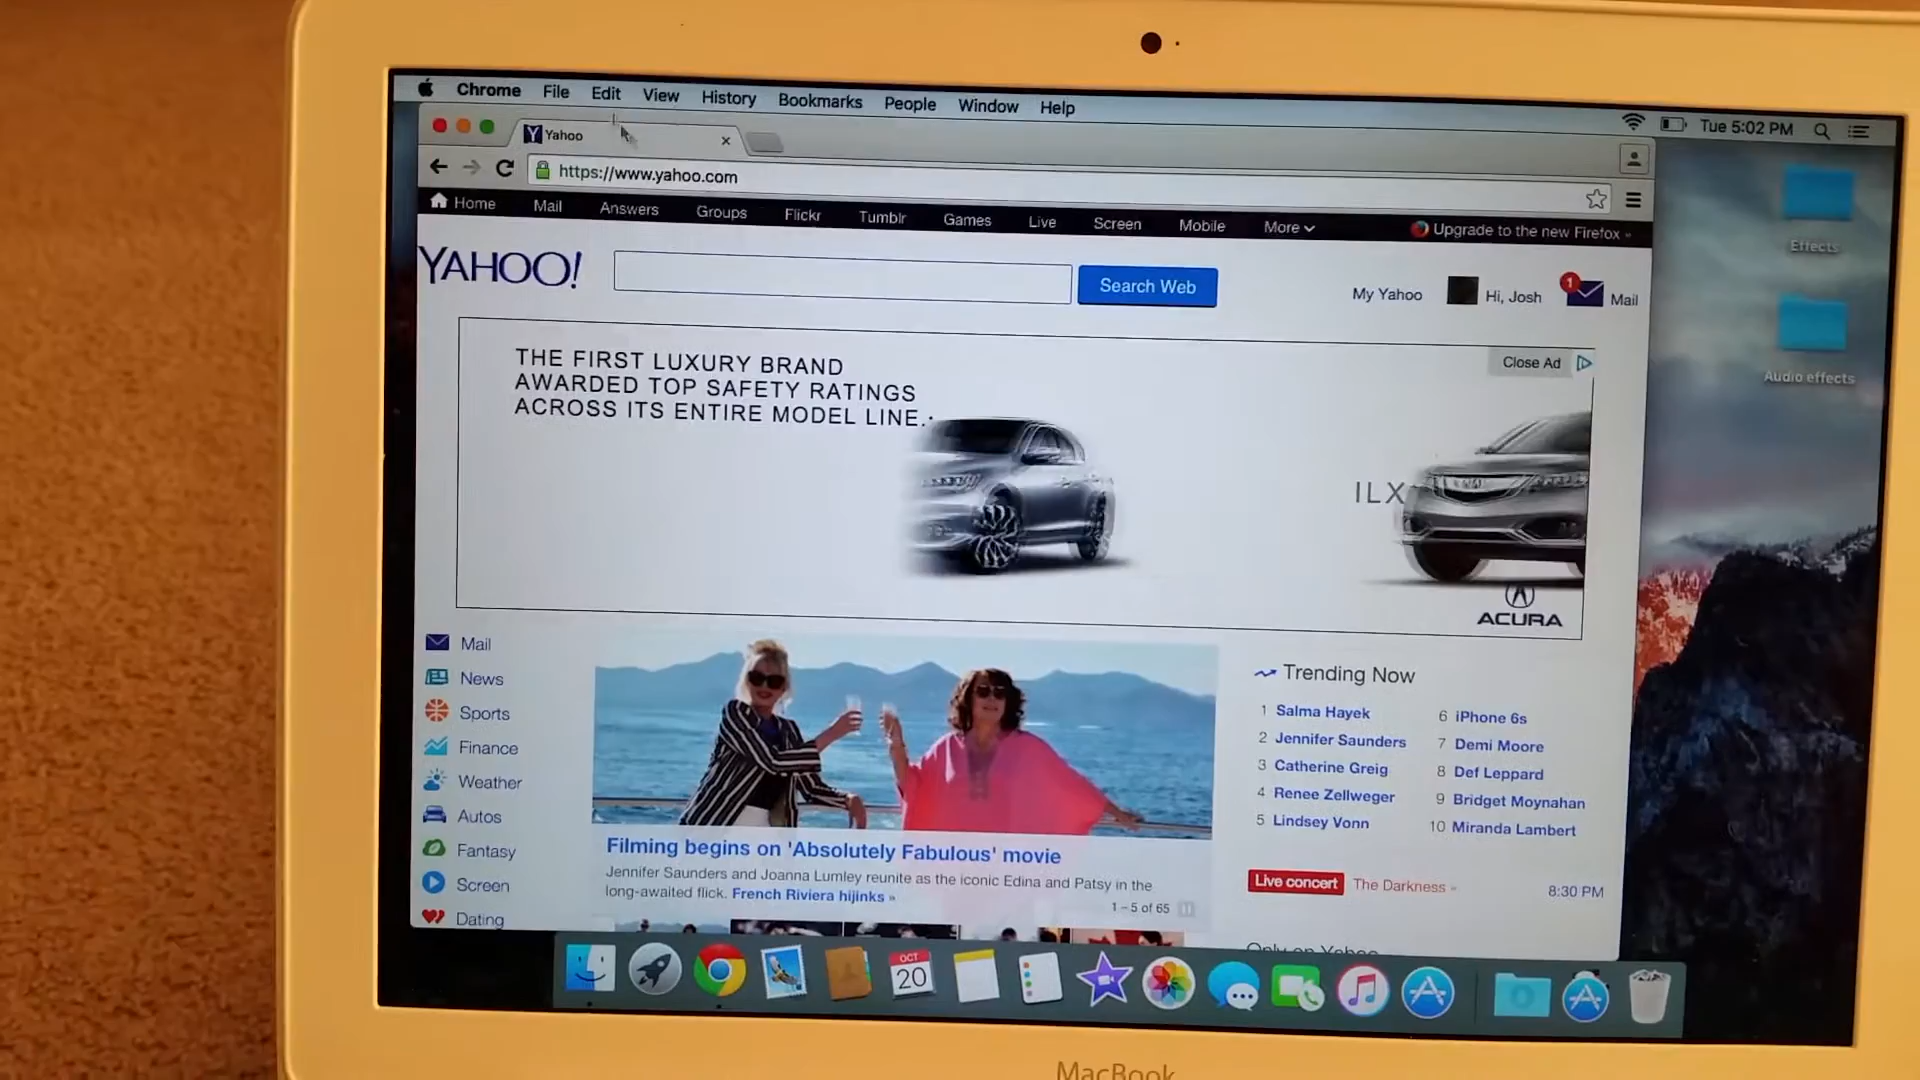 Chrome File Edit View History Bookmarks People Window Help
Tue 5:02 PM
Yahoo
https://www.yahoo.com
Home Mail Answers Groups Flickr Tumblr Games Live Screen Mobile More
Upgrade to the new Firefox »
YAHOO!
Search Web
My Yahoo
Hi, Josh
1
Mail
THE FIRST LUXURY BRAND
AWARDED TOP SAFETY RATINGS
ACROSS ITS ENTIRE MODEL LINE.
Close Ad
ILX
ACURA
Mail
News
Sports
Finance
Weather
Autos
Fantasy
Screen
Dating
Filming begins on 'Absolutely Fabulous' movie
Jennifer Saunders and Joanna Lumley reunite as the iconic Edina and Patsy in the
long-awaited flick. French Riviera hijinks »
1 – 5 of 65
Trending Now
1 Salma Hayek
2 Jennifer Saunders
3 Catherine Greig
4 Renee Zellweger
5 Lindsey Vonn
6 iPhone 6s
7 Demi Moore
8 Def Leppard
9 Bridget Moynahan
10 Miranda Lambert
Live concert The Darkness » 8:30 PM
Only on Yahoo
Effects
Audio effects
OCT
20
MacBook